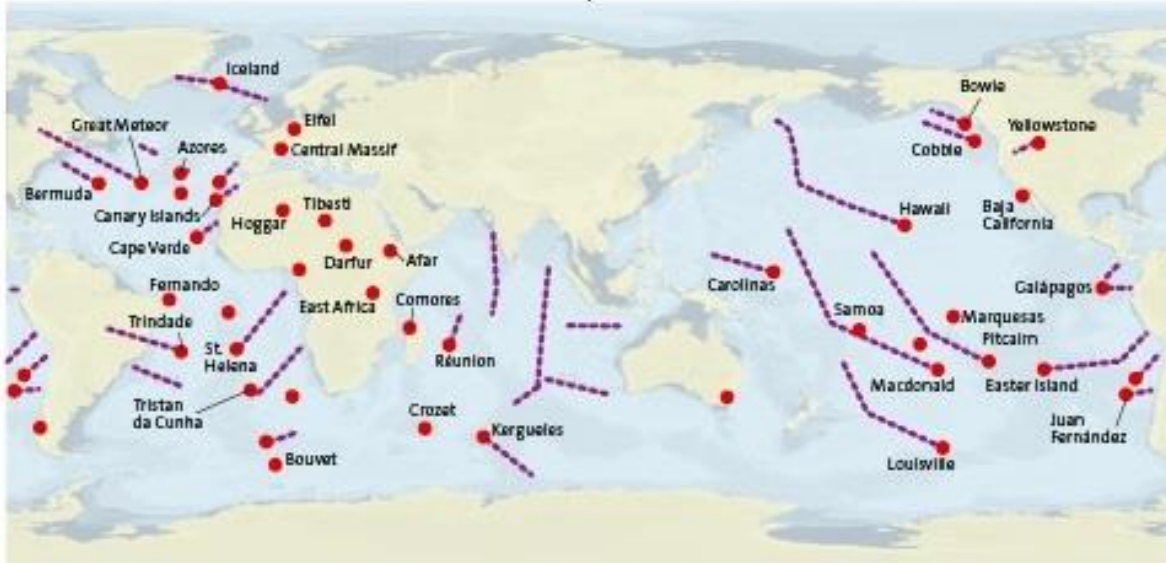 Iceland
Bowie
Great Meteor
Eifel
Yellowstone
Azores
Central Massif
Cobble
Bermuda
Canary Islands
Tibesti
Hoggar
Hawaii
Baja
California
Cape Verde
Darfur
Afar
Fernando
East Africa
Comores
Carolinas
Galápagos
Trindade
Samoa
Marquesas
St.
Helena
Réunion
Pitcairn
Macdonald
Easter Island
Tristan
da Cunha
Crozet
Kergueles
Juan
Fernández
Bouvet
Louisville